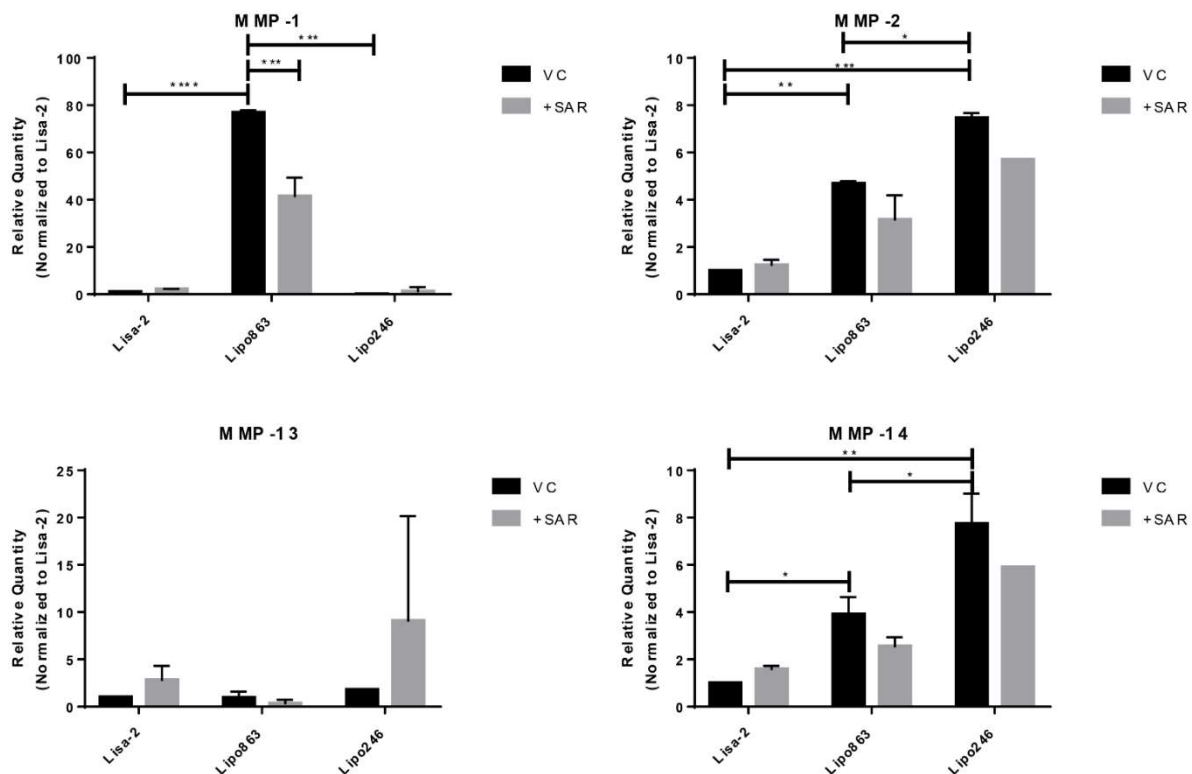 MMP-1
* ***
* ***
* ** *
100
80
60
40
20
0
Relative Quantity
(Normalized to Lisa-2)
Lisa-2
Lipo863
Lipo246
VC
+SAR
MMP-2
*
* ***
* *
10
8
6
4
2
0
Relative Quantity
(Normalized to Lisa-2)
Lisa-2
Lipo863
Lipo246
VC
+SAR
MMP-13
25
20
15
10
5
0
Relative Quantity
(Normalized to Lisa-2)
Lisa-2
Lipo863
Lipo246
VC
+SAR
MMP-14
* *
*
*
10
8
6
4
2
0
Relative Quantity
(Normalized to Lisa-2)
Lisa-2
Lipo863
Lipo246
VC
+SAR